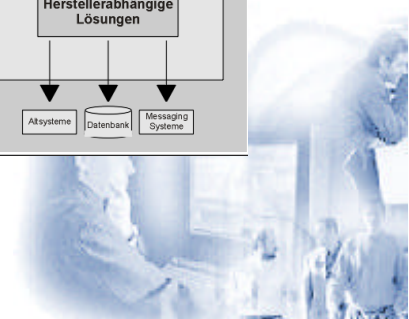 Herstellerabhängige
Lösungen
Altsysteme
Datenbank
Messaging
Systeme